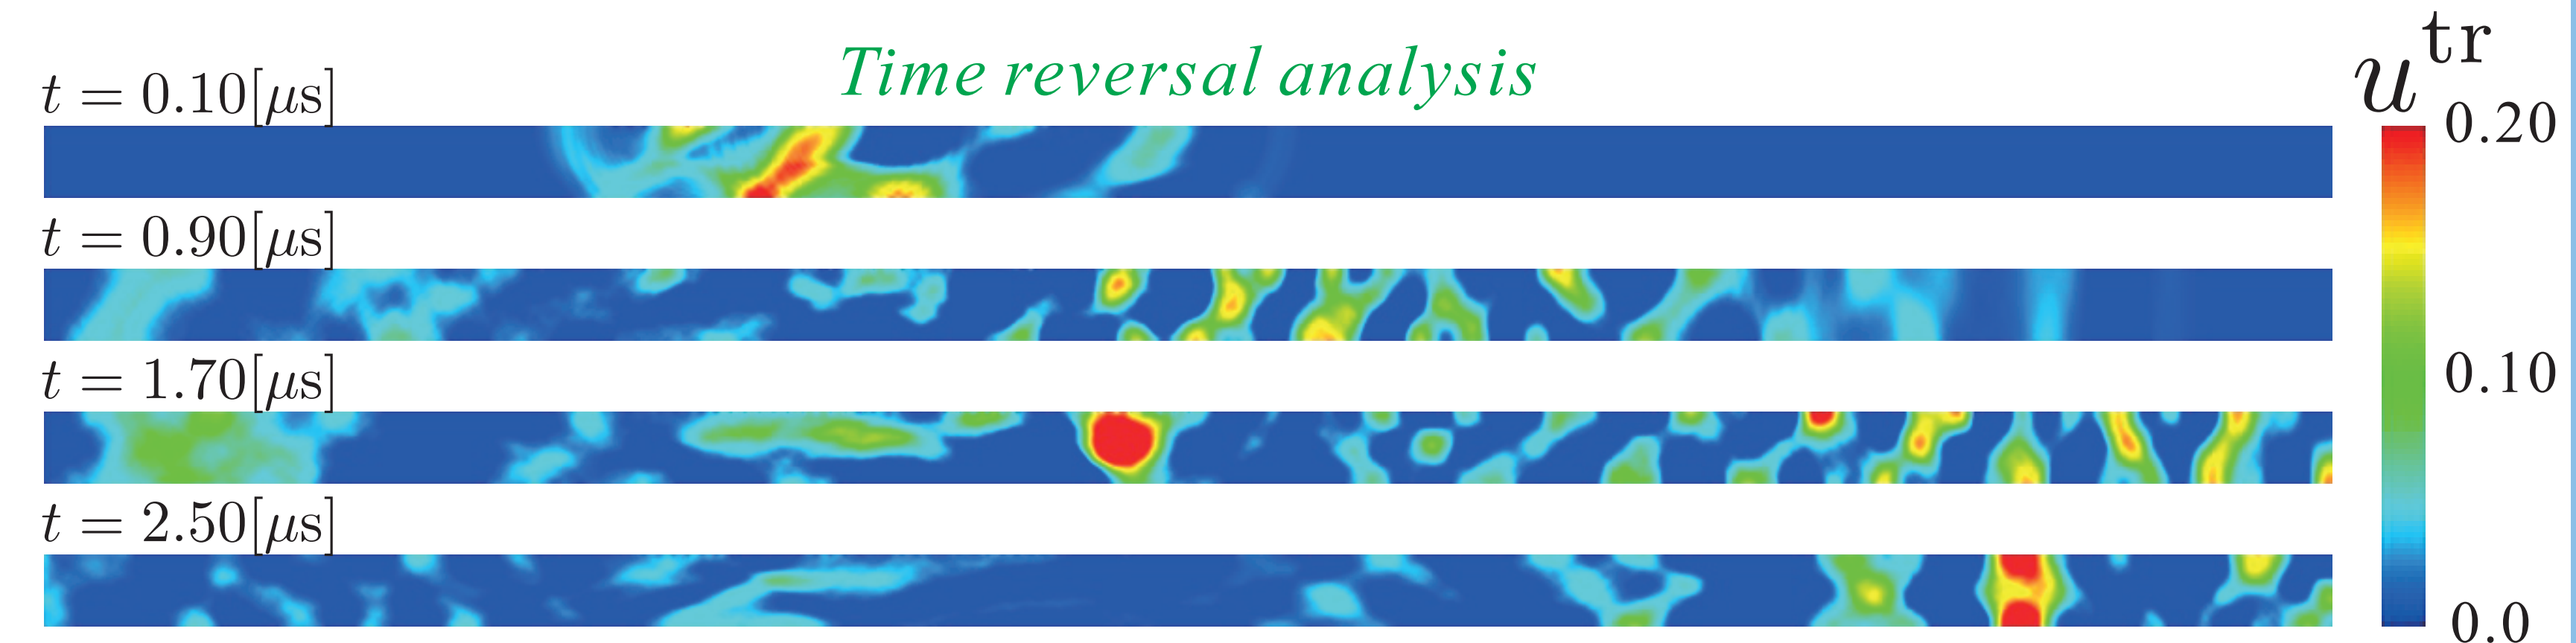 Time reversal analysis
t = 0.10[μs]
t = 0.90[μs]
t = 1.70[μs]
t = 2.50[μs]
u^tr
0.20
0.10
0.0